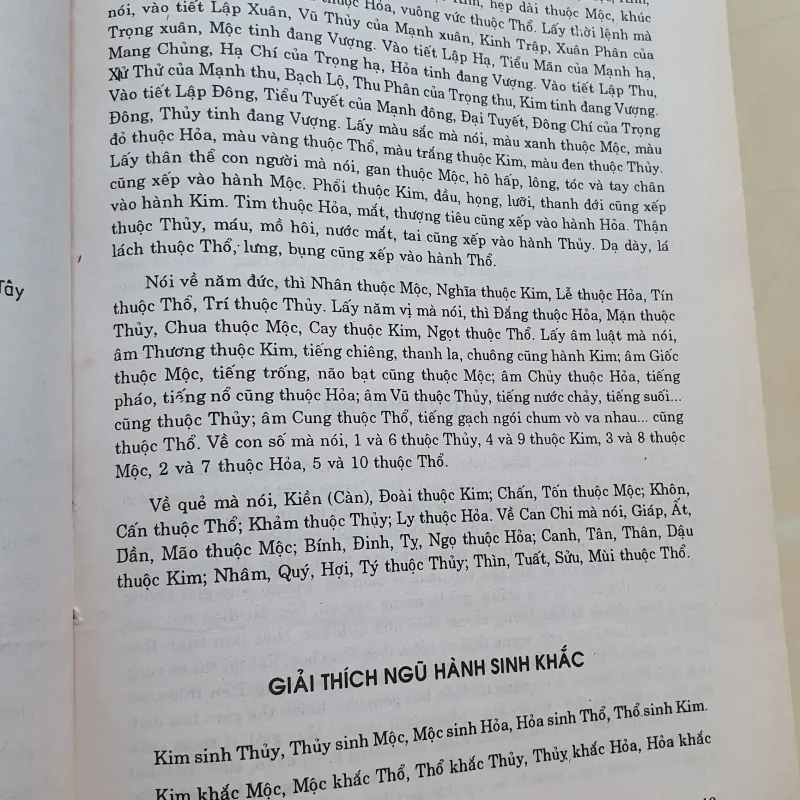 thuộc Hỏa, vuông vức thuộc Thổ. Lấy thời lệnh mà
hẹp dài thuộc Mộc, khúc
nói, vào tiết Lập Xuân, Vũ Thủy của Mạnh xuân, Kinh Trập, Xuân Phân của
Trọng xuân, Mộc tinh đang Vượng. Vào tiết Lập Hạ, Tiểu Mãn của Mạnh hạ,
Mang Chủng, Hạ Chí của Trọng hạ, Hỏa tinh đang Vượng. Vào tiết Lập Thu,
Xử Thử của Mạnh thu, Bạch Lộ, Thu Phân của Trọng thu, Kim tinh đang Vượng.
Vào tiết Lập Đông, Tiểu Tuyết của Mạnh đông, Đại Tuyết, Đông Chí của Trọng
Đông, Thủy tinh đang Vượng. Lấy màu sắc mà nói, màu xanh thuộc Mộc, màu
đỏ thuộc Hỏa, màu vàng thuộc Thổ, màu trắng thuộc Kim, màu đen thuộc Thủy.
Lấy thân thể con người mà nói, gan thuộc Mộc, hô hấp, lông, tóc và tay chân
cũng xếp vào hành Mộc. Phổi thuộc Kim, đầu, họng, lưỡi, thanh đới cũng xếp
vào hành Kim. Tim thuộc Hỏa, mắt, thượng tiêu cũng xếp vào hành Hỏa. Thận
thuộc Thủy, máu, mồ hôi, nước mắt, tai cũng xếp vào hành Thủy. Dạ dày, lá
lách thuộc Thổ, lưng, bụng cũng xếp vào hành Thổ.
Tây
Nói về năm đức, thì Nhân thuộc Mộc, Nghĩa thuộc Kim, Lễ thuộc Hỏa, Tín
thuộc Thổ, Trí thuộc Thủy. Lấy năm vị mà nói, thì Đắng thuộc Hỏa, Mặn thuộc
Thủy, Chua thuộc Mộc, Cay thuộc Kim, Ngọt thuộc Thổ. Lấy âm luật mà nói,
âm Thương thuộc Kim, tiếng chiêng, thanh la, chuông cũng hành Kim; âm Giốc
thuộc Mộc, tiếng trống, não bạt cũng thuộc Mộc; âm Chủy thuộc Hỏa, tiếng
pháo, tiếng nổ cũng thuộc Hỏa; âm Vũ thuộc Thủy, tiếng nước chảy, tiếng suối...
cũng thuộc Thủy; âm Cung thuộc Thổ, tiếng gạch ngói chum vò va nhau... cũng
thuộc Thổ. Về con số mà nói, 1 và 6 thuộc Thủy, 4 và 9 thuộc Kim, 3 và 8 thuộc
Mộc, 2 và 7 thuộc Hỏa, 5 và 10 thuộc Thổ.
Về quẻ mà nói, Kiền (Càn), Đoài thuộc Kim; Chấn, Tốn thuộc Mộc; Khôn,
Cấn thuộc Thổ; Khảm thuộc Thủy; Ly thuộc Hỏa. Về Can Chi mà nói, Giáp, Ất,
Dần, Mão thuộc Mộc; Bính, Đinh, Tỵ, Ngọ thuộc Hỏa; Canh, Tân, Thân, Dậu
thuộc Kim; Nhâm, Quý, Hợi, Tý thuộc Thủy; Thìn, Tuất, Sửu, Mùi thuộc Thổ.
GIẢI THÍCH NGŨ HÀNH SINH KHẮC
Kim sinh Thủy, Thủy sinh Mộc, Mộc sinh Hỏa, Hỏa sinh Thổ, Thổ sinh Kim.
Kim khắc Mộc, Mộc khắc Thổ, Thổ khắc Thủy, Thủy khắc Hỏa, Hỏa khắc